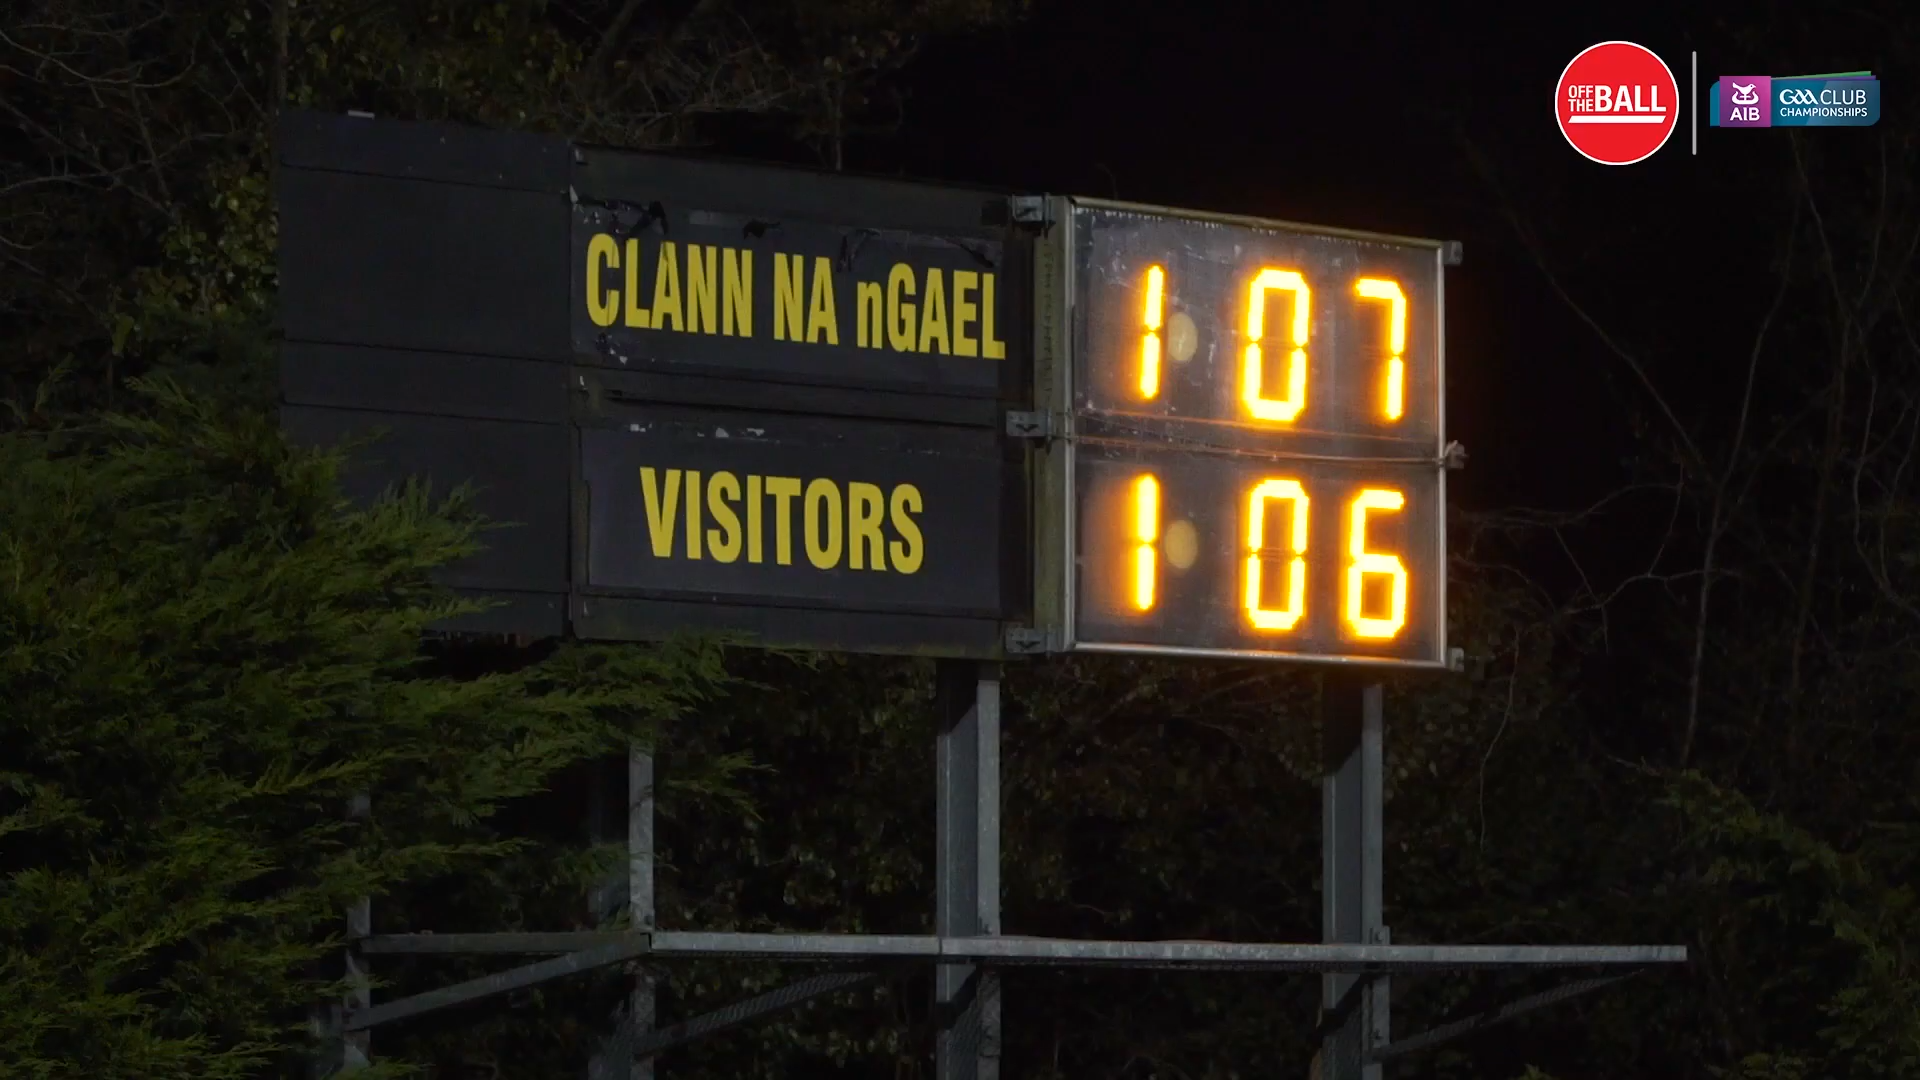 OFF
THE BALL
AIB
GAA CLUB
CHAMPIONSHIPS
CLANN NA nGAEL
1 07
VISITORS
1 06